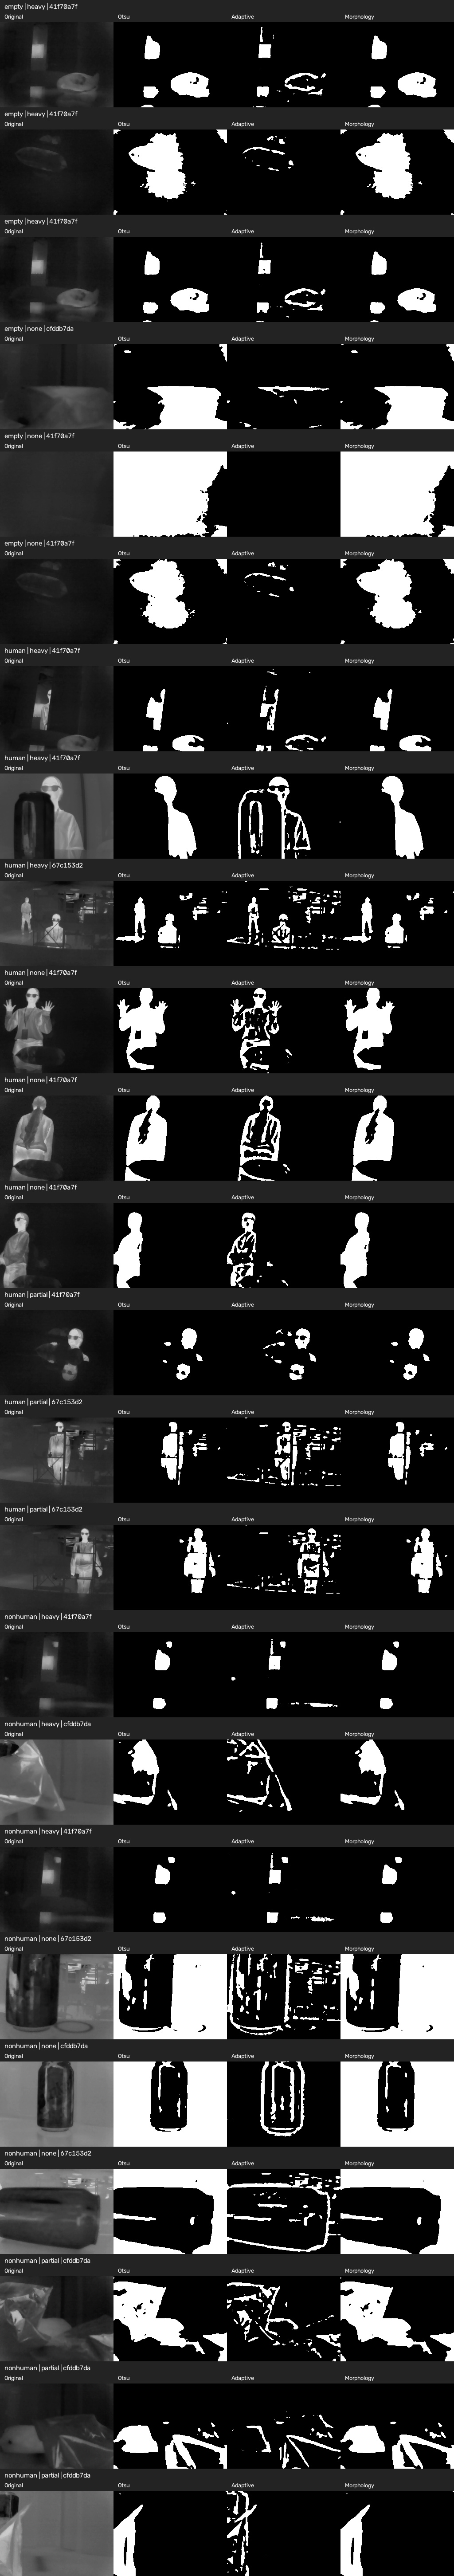 empty | heavy | 41f70a7f
Original Otsu Adaptive Morphology
empty | heavy | 41f70a7f
Original Otsu Adaptive Morphology
empty | heavy | 41f70a7f
Original Otsu Adaptive Morphology
empty | none | cfddb7da
Original Otsu Adaptive Morphology
empty | none | 41f70a7f
Original Otsu Adaptive Morphology
empty | none | 41f70a7f
Original Otsu Adaptive Morphology
human | heavy | 41f70a7f
Original Otsu Adaptive Morphology
human | heavy | 41f70a7f
Original Otsu Adaptive Morphology
human | heavy | 67c153d2
Original Otsu Adaptive Morphology
human | none | 41f70a7f
Original Otsu Adaptive Morphology
human | none | 41f70a7f
Original Otsu Adaptive Morphology
human | none | 41f70a7f
Original Otsu Adaptive Morphology
human | partial | 41f70a7f
Original Otsu Adaptive Morphology
human | partial | 67c153d2
Original Otsu Adaptive Morphology
human | partial | 67c153d2
Original Otsu Adaptive Morphology
nonhuman | heavy | 41f70a7f
Original Otsu Adaptive Morphology
nonhuman | heavy | cfddb7da
Original Otsu Adaptive Morphology
nonhuman | heavy | 41f70a7f
Original Otsu Adaptive Morphology
nonhuman | none | 67c153d2
Original Otsu Adaptive Morphology
nonhuman | none | cfddb7da
Original Otsu Adaptive Morphology
nonhuman | none | 67c153d2
Original Otsu Adaptive Morphology
nonhuman | partial | cfddb7da
Original Otsu Adaptive Morphology
nonhuman | partial | cfddb7da
Original Otsu Adaptive Morphology
nonhuman | partial | cfddb7da
Original Otsu Adaptive Morphology